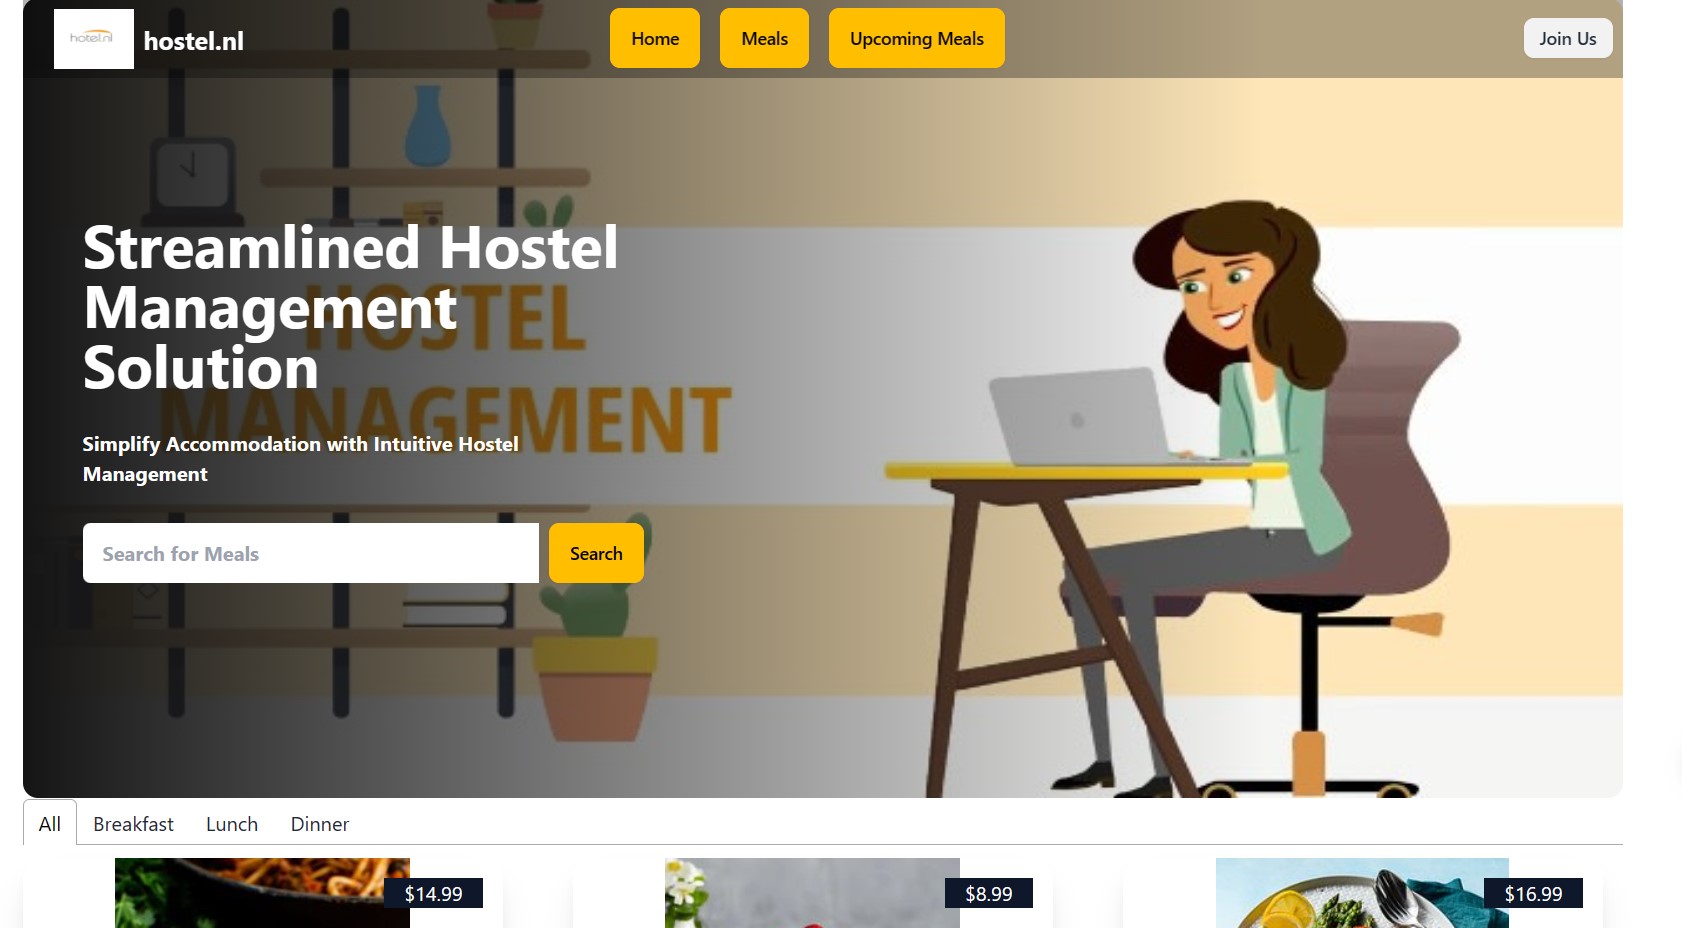 hotel.nl
hostel.nl
Home
Meals
Upcoming Meals
Join Us
Streamlined Hostel
Management
Solution
HOSTEL
MANAGEMENT
Simplify Accommodation with Intuitive Hostel
Management
Search for Meals
Search
All
Breakfast
Lunch
Dinner
$14.99
$8.99
$16.99